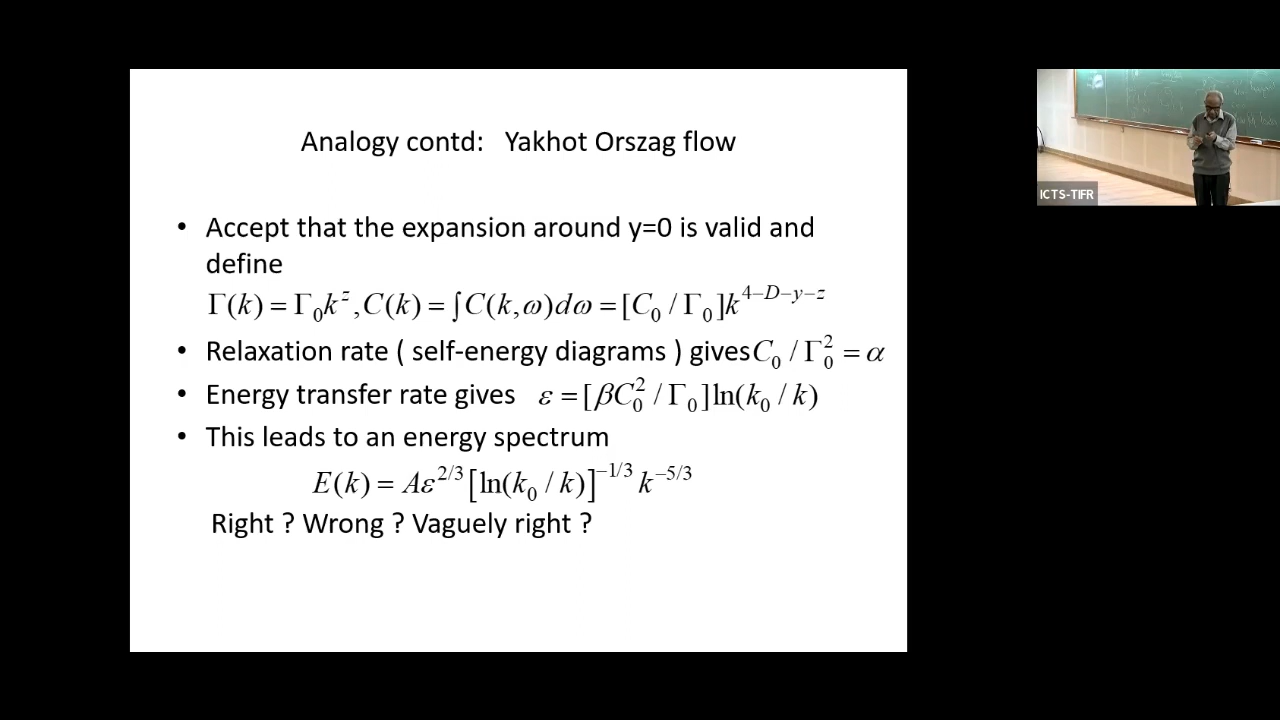 Analogy contd: Yakhot Orszag flow
• Accept that the expansion around y=0 is valid and
define
Γ(k) = Γ₀k^z, C(k) = ∫C(k,ω)dω = [C₀ / Γ₀]k^{4−D−y−z}
• Relaxation rate ( self-energy diagrams ) gives C₀ / Γ₀² = α
• Energy transfer rate gives ε = [βC₀² / Γ₀]ln(k₀ / k)
• This leads to an energy spectrum
E(k) = Aε^{2/3} [ln(k₀ / k)]^{−1/3} k^{−5/3}
Right ? Wrong ? Vaguely right ?
ICTS-TIFR